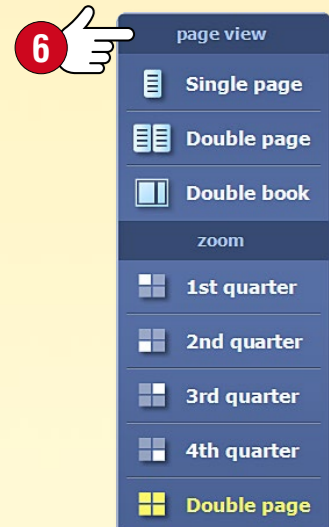 6
page view
Single page
Double page
Double book
zoom
1st quarter
2nd quarter
3rd quarter
4th quarter
Double page